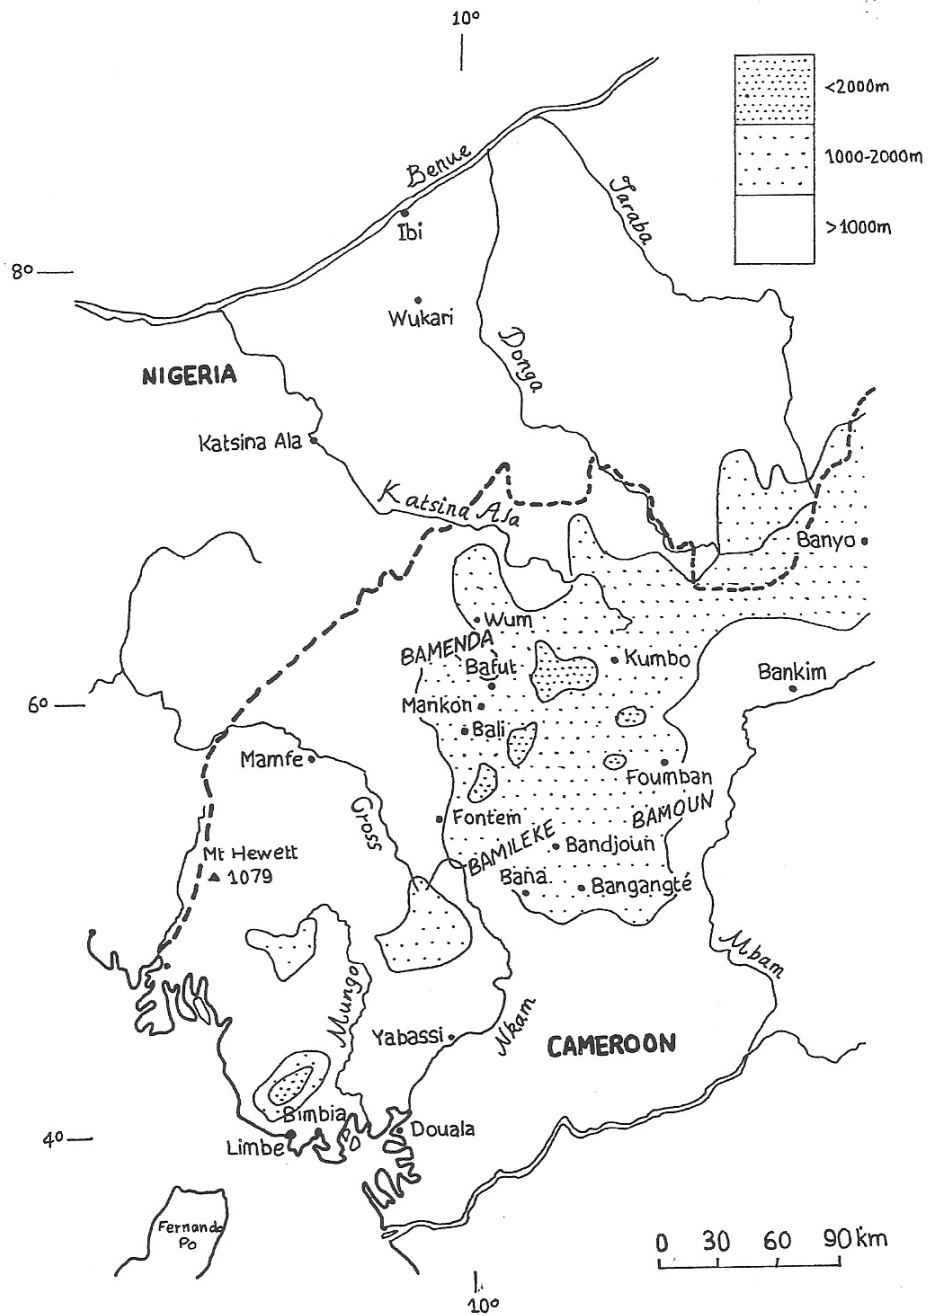 10°
<2000m
1000-2000m
>1000m
Benue
Taraba
Ibi
8°
Wukari
Donga
NIGERIA
Katsina Ala
Katsina Ala
Banyo
Wum
BAMENDA
Bafut
Kumbo
Bankim
6°
Mankon
Bali
Mamfe
Foumban
Gross
Fontem
BAMOUN
BAMILEKE
Bandjoun
Mt Hewett
1079
Bana
Bangangté
Mbam
Mungo
Nkam
Yabassi
CAMEROON
Bimbia
4°
Limbe
Douala
Fernando
Po
0 30 60 90 km
10°